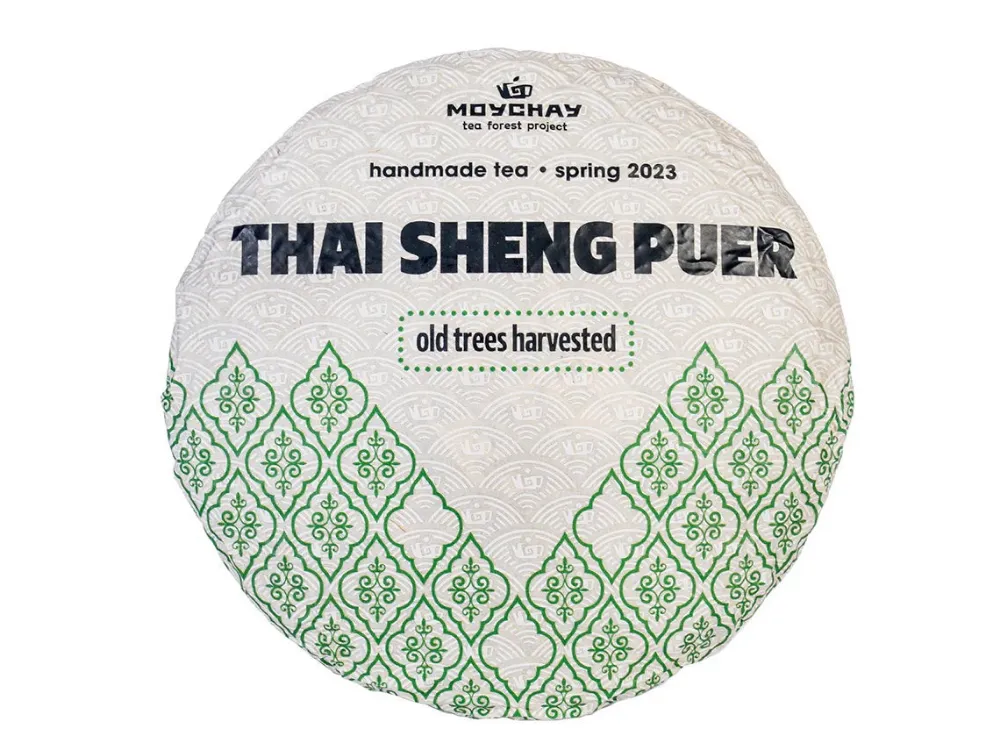 MOYCHAY
tea forest project
handmade tea • spring 2023
THAI SHENG PUER
old trees harvested